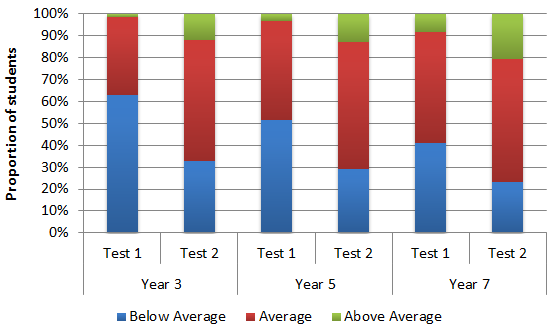 100%
90%
80%
70%
60%
50%
40%
30%
20%
10%
0%
Proportion of students
Test 1 Test 2 Test 1 Test 2 Test 1 Test 2
Year 3 Year 5 Year 7
Below Average Average Above Average